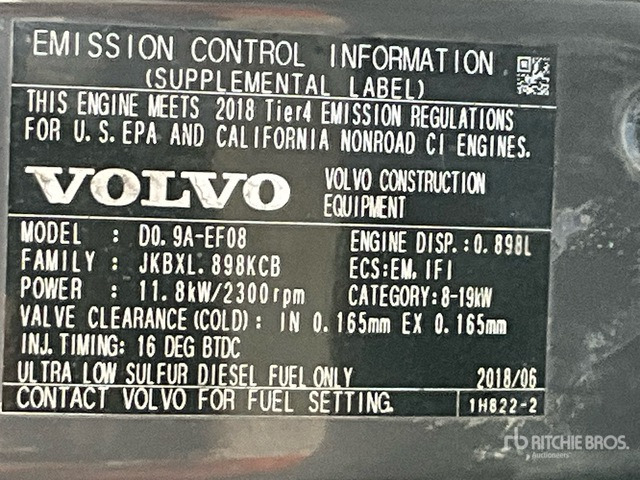 EMISSION CONTROL INFORMATION
(SUPPLEMENTAL LABEL)
THIS ENGINE MEETS 2018 Tier4 EMISSION REGULATIONS
FOR U.S.EPA AND CALIFORNIA NONROAD CI ENGINES.
VOLVO
VOLVO CONSTRUCTION
EQUIPMENT
MODEL : D0.9A-EF08 ENGINE DISP.:0.898L
FAMILY : JKBXL.898KCB ECS:EM, IFI
POWER : 11.8kW/2300rpm CATEGORY:8-19kW
VALVE CLEARANCE(COLD): IN 0.165mm EX 0.165mm
INJ.TIMING: 16 DEG BTDC
ULTRA LOW SULFUR DIESEL FUEL ONLY 2018/06
CONTACT VOLVO FOR FUEL SETTING. 1H822-2
rb RITCHIE BROS.
Auctioneers